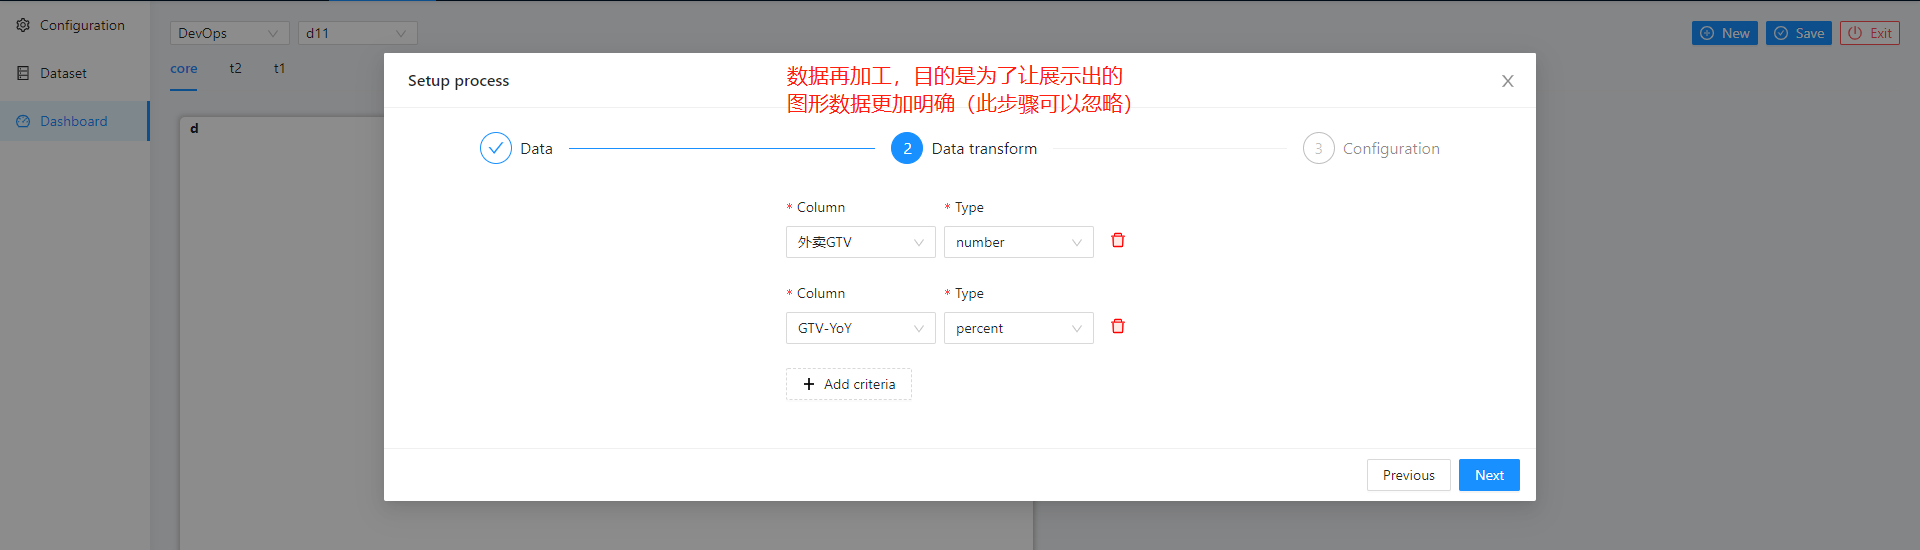 Configuration
Dataset
Dashboard
DevOps
d11
New
Save
Exit
core
t2
t1
d
Setup process
数据再加工，目的是为了让展示出的
图形数据更加明确（此步骤可以忽略）
X
Data
2
Data transform
3
Configuration
* Column
* Type
外卖GTV
number
* Column
* Type
GTV-YoY
percent
+ Add criteria
Previous
Next